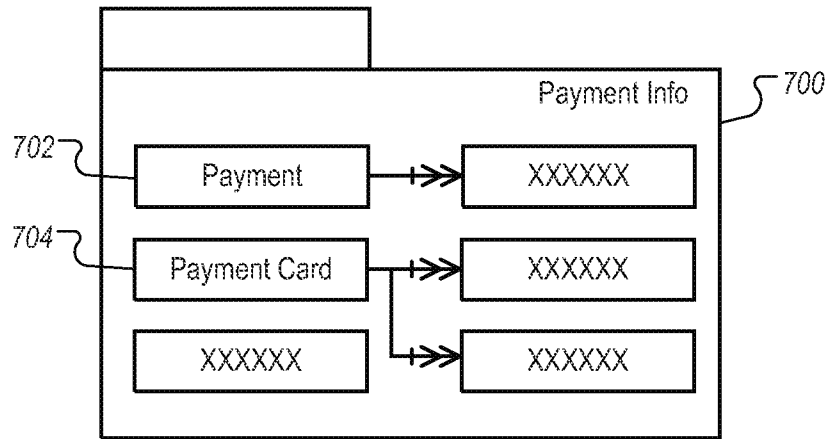 Payment Info
700
702
Payment
XXXXXX
704
Payment Card
XXXXXX
XXXXXX
XXXXXX